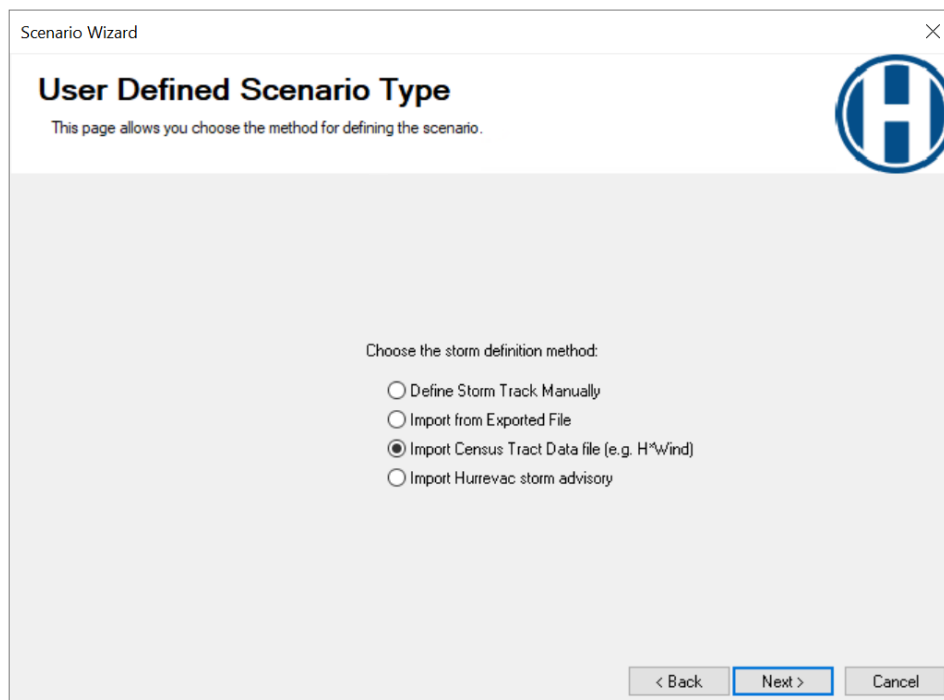 Scenario Wizard
User Defined Scenario Type
This page allows you choose the method for defining the scenario.
H
Choose the storm definition method:
Define Storm Track Manually
Import from Exported File
Import Census Tract Data file (e.g. H*Wind)
Import Hurrevac storm advisory
< Back Next > Cancel